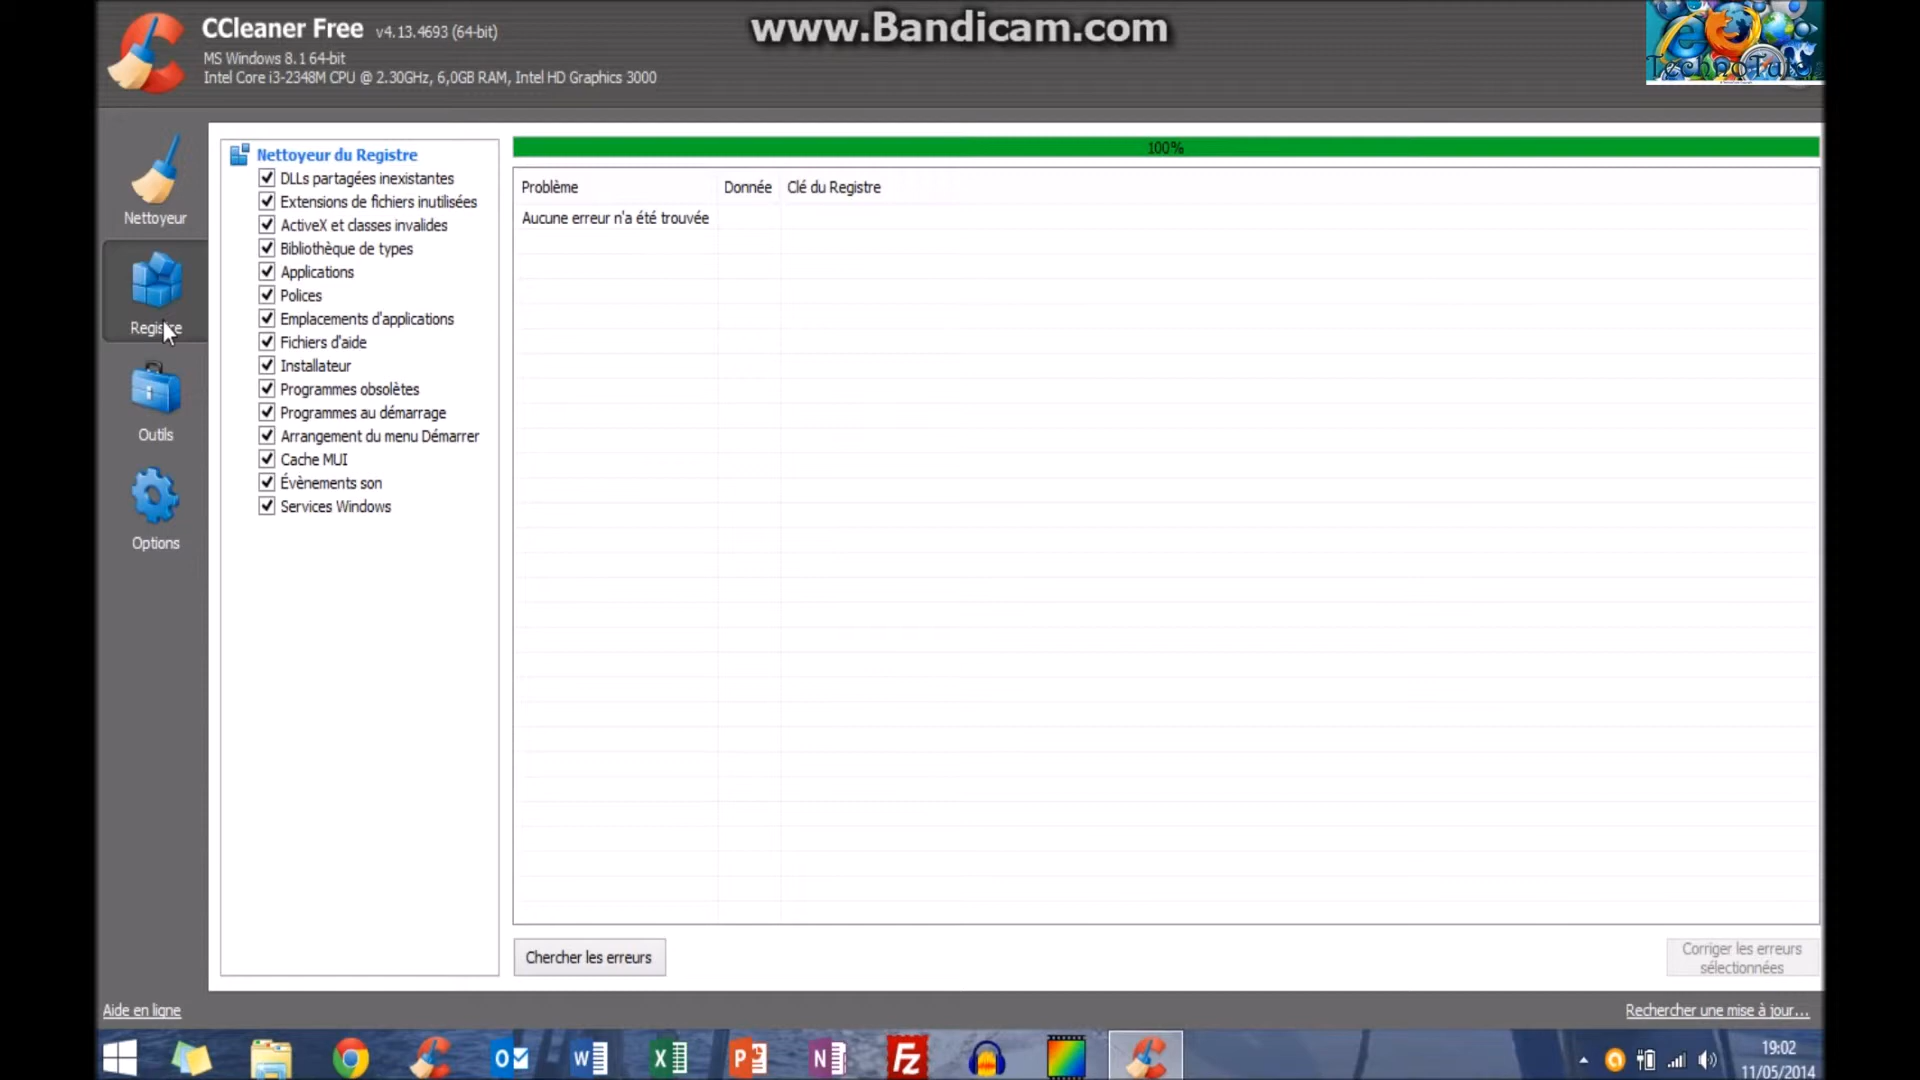 CCleaner Free v4.13.4693 (64-bit)
MS Windows 8.1 64-bit
Intel Core i3-2348M CPU @ 2.30GHz, 6,0GB RAM, Intel HD Graphics 3000
www.Bandicam.com
Nettoyeur
Registre
Outils
Options
Nettoyeur du Registre
DLLs partagées inexistantes
Extensions de fichiers inutilisées
ActiveX et classes invalides
Bibliothèque de types
Applications
Polices
Emplacements d'applications
Fichiers d'aide
Installateur
Programmes obsolètes
Programmes au démarrage
Arrangement du menu Démarrer
Cache MUI
Évènements son
Services Windows
100%
Problème Donnée Clé du Registre
Aucune erreur n'a été trouvée
Chercher les erreurs
Corriger les erreurs
sélectionnées
Aide en ligne
Rechercher une mise à jour...
19:02
11/05/2014